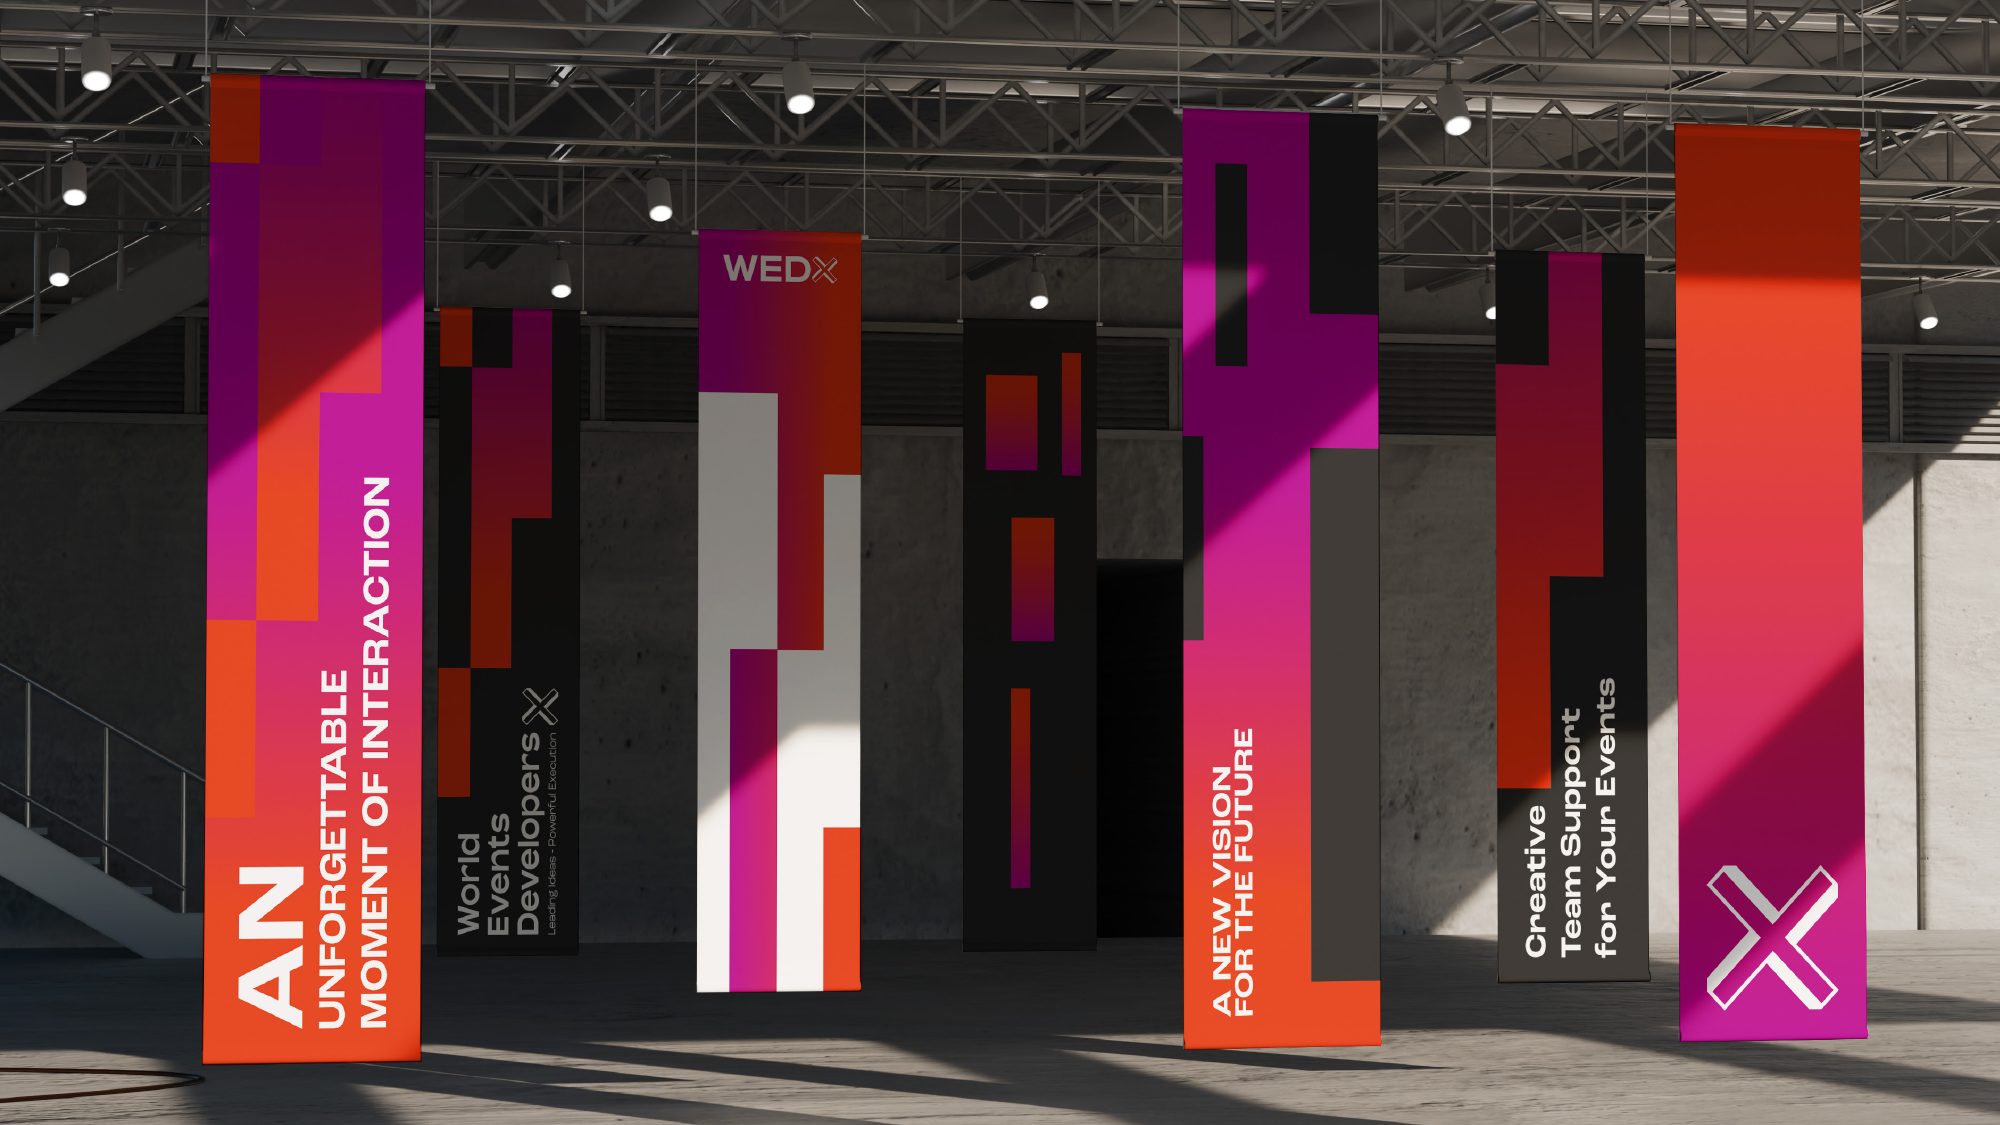 AN
UNFORGETTABLE
MOMENT OF INTERACTION
World
Events
Developers
Leading Ideas - Powerful Execution
WEDX
A NEW VISION
FOR THE FUTURE
Creative
Team Support
for Your Events
X